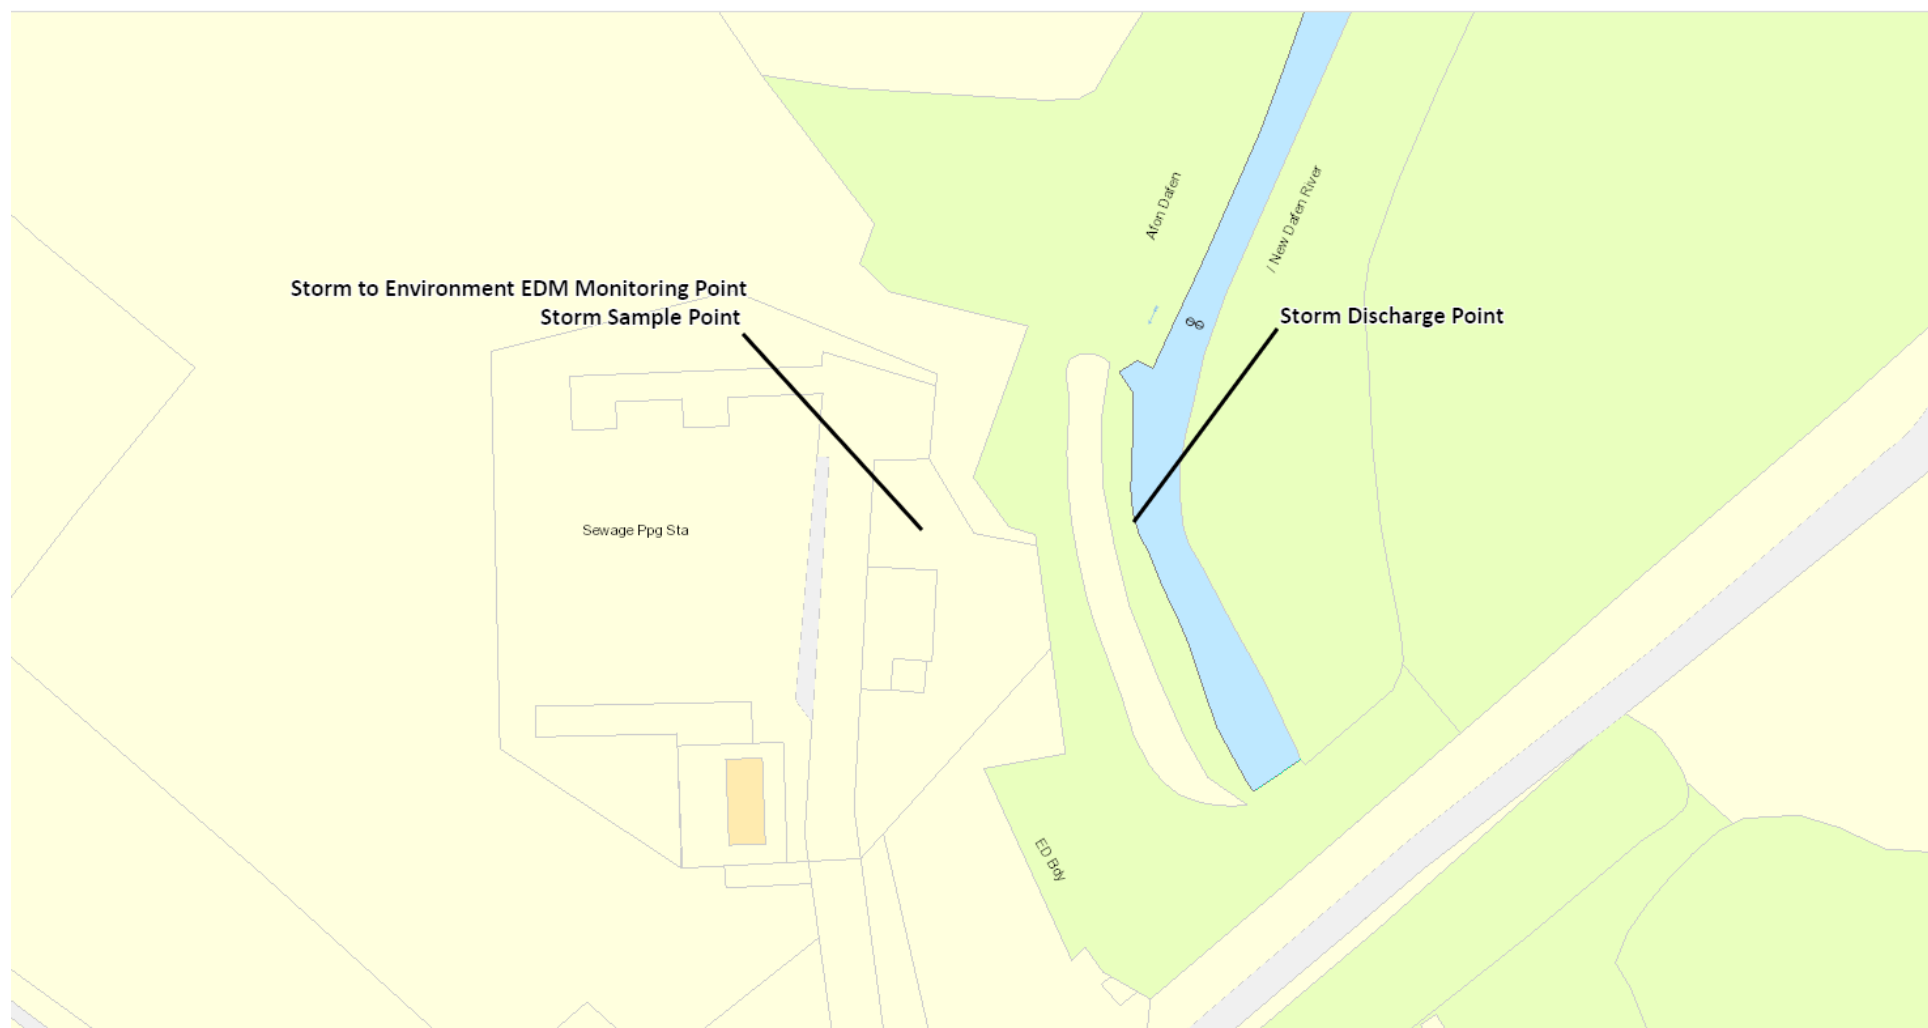 Afon Dafen
/ New Dafen River
Storm to Environment EDM Monitoring Point
Storm Sample Point
Storm Discharge Point
Sewage Ppg Sta
ED Bdy